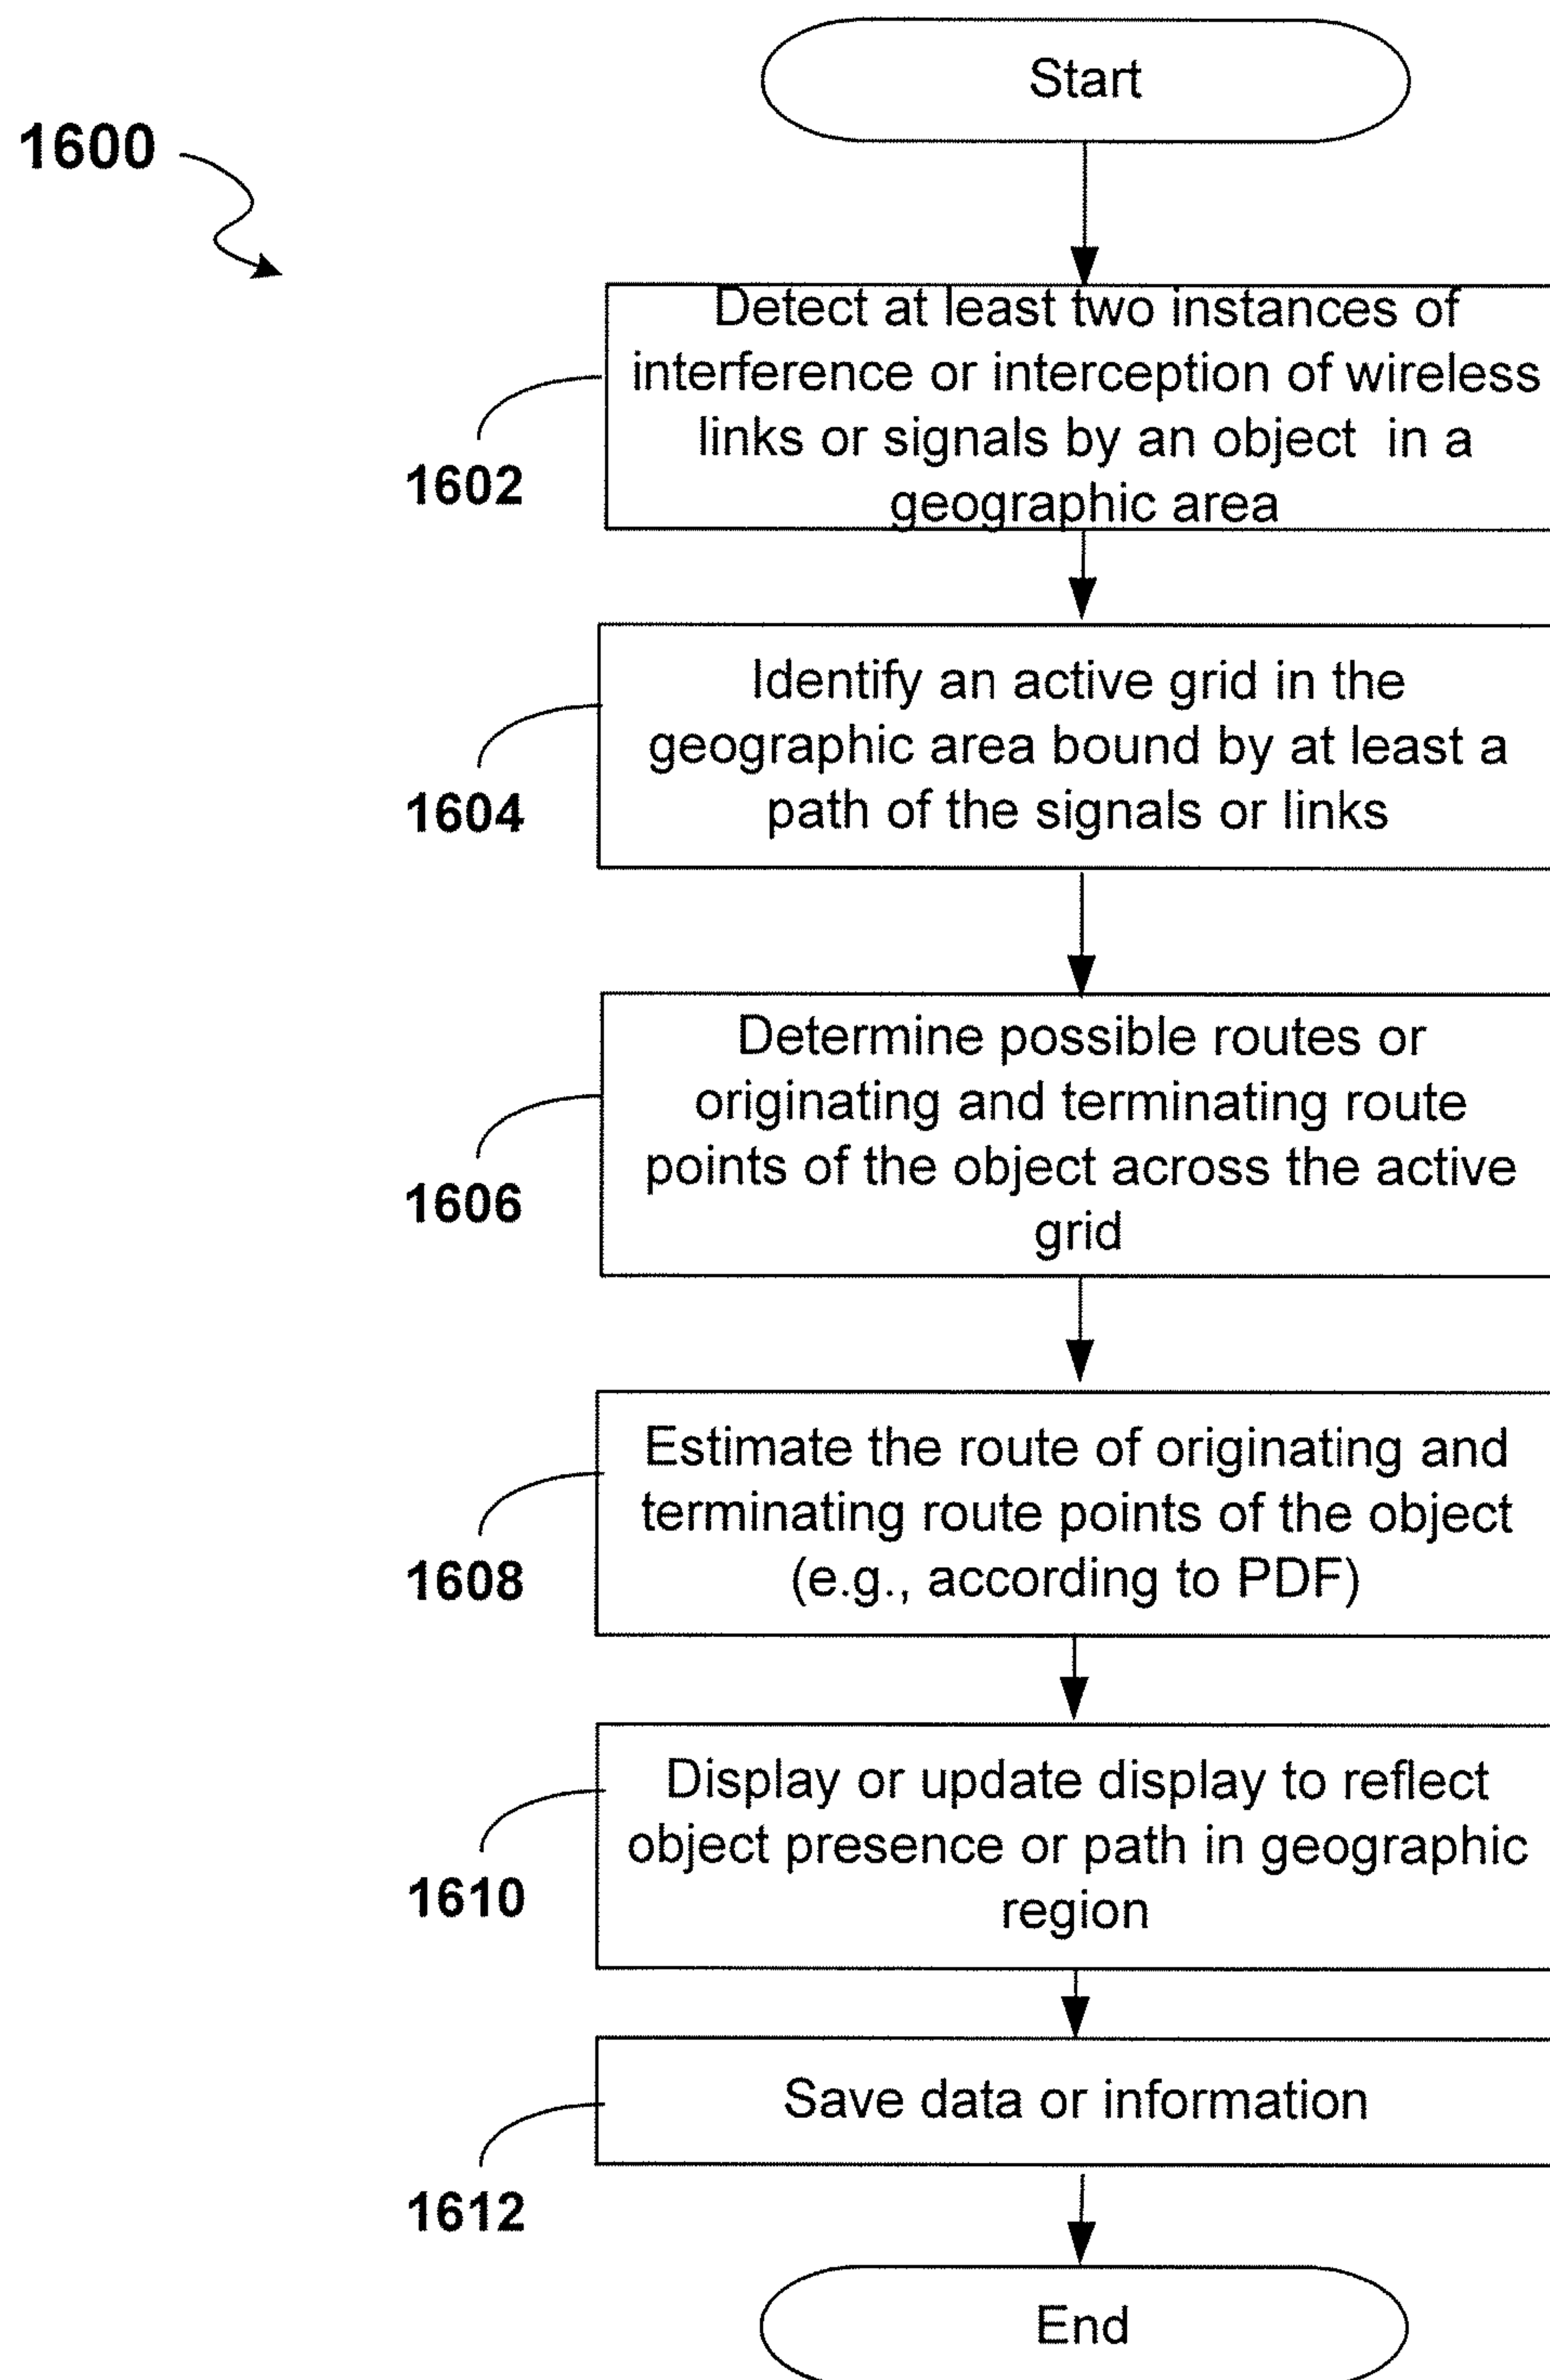 Start
1600
Detect at least two instances of
interference or interception of wireless
links or signals by an object in a
geographic area
1602
Identify an active grid in the
geographic area bound by at least a
path of the signals or links
1604
Determine possible routes or
originating and terminating route
points of the object across the active
grid
1606
Estimate the route of originating and
terminating route points of the object
(e.g., according to PDF)
1608
Display or update display to reflect
object presence or path in geographic
region
1610
Save data or information
1612
End